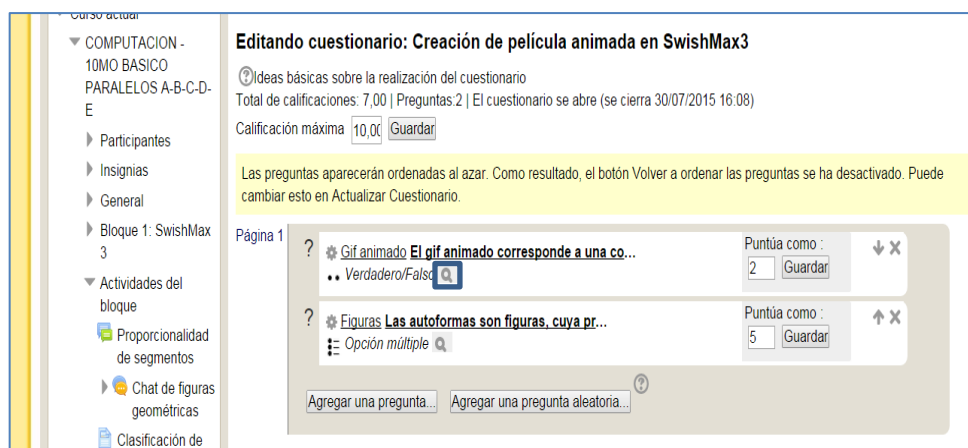 Curso actual
COMPUTACION -
10MO BASICO
PARALELOS A-B-C-D-
E
Participantes
Insignias
General
Bloque 1: SwishMax
3
Actividades del
bloque
Proporcionalidad
de segmentos
Chat de figuras
geométricas
Clasificación de
Editando cuestionario: Creación de película animada en SwishMax3
?Ideas básicas sobre la realización del cuestionario
Total de calificaciones: 7,00 | Preguntas:2 | El cuestionario se abre (se cierra 30/07/2015 16:08)
Calificación máxima 10,00 Guardar
Las preguntas aparecerán ordenadas al azar. Como resultado, el botón Volver a ordenar las preguntas se ha desactivado. Puede
cambiar esto en Actualizar Cuestionario.
Página 1
? Gif animado El gif animado corresponde a una co...
Verdadero/Falso
Puntúa como :
2 Guardar
? Figuras Las autoformas son figuras, cuya pr...
Opción múltiple
Puntúa como :
5 Guardar
Agregar una pregunta... Agregar una pregunta aleatoria... ?